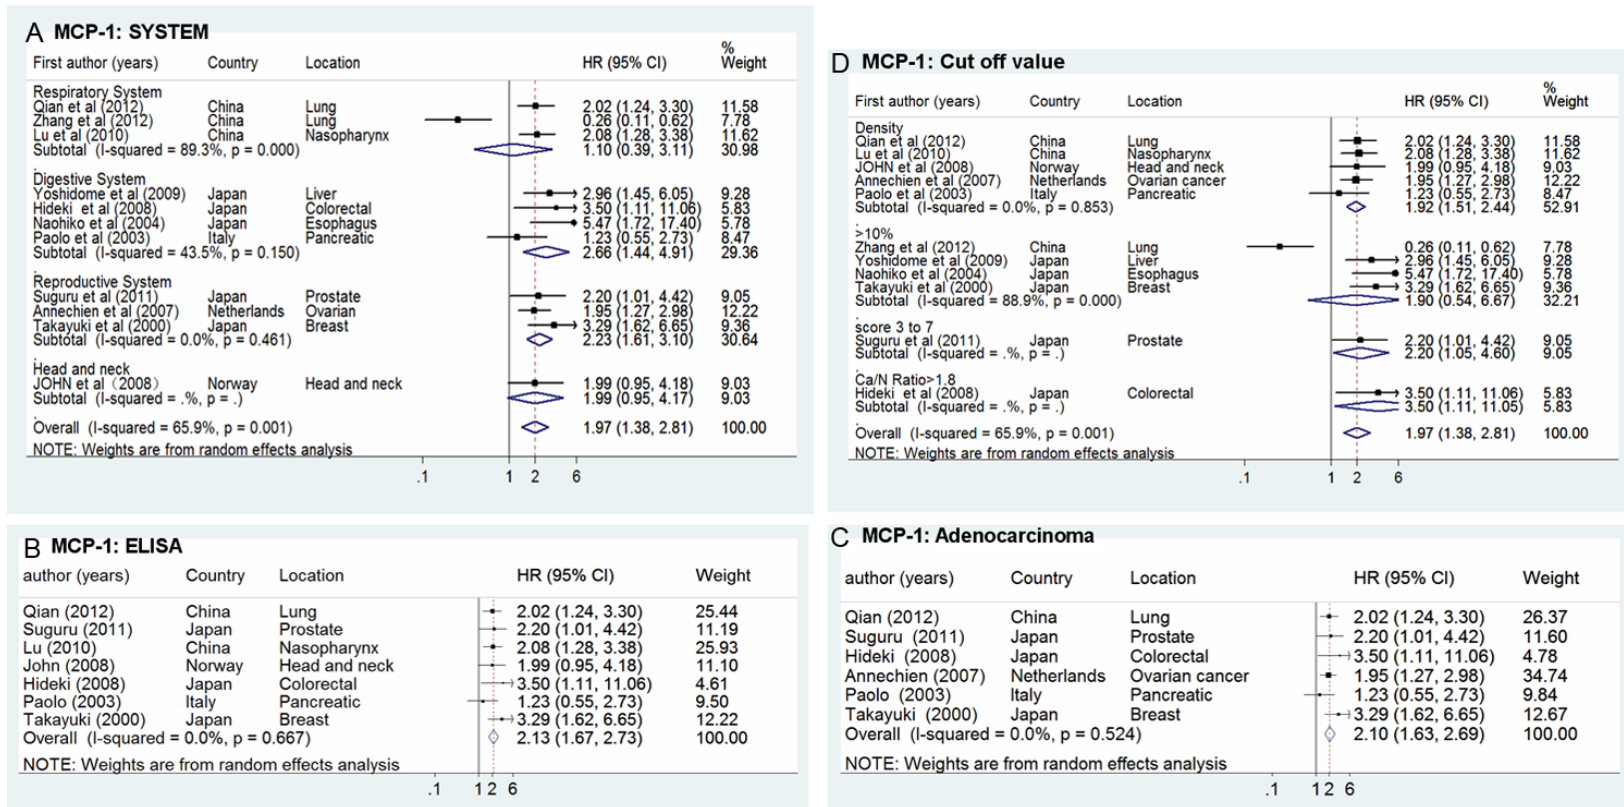 A MCP-1: SYSTEM
First author (years) Country Location HR (95% CI) % Weight
Respiratory System
Qian et al (2012) China Lung 2.02 (1.24, 3.30) 11.58
Zhang et al (2012) China Lung 0.26 (0.11, 0.62) 7.78
Lu et al (2010) China Nasopharynx 2.08 (1.28, 3.38) 11.62
Subtotal (I-squared = 89.3%, p = 0.000) 1.10 (0.39, 3.11) 30.98
.
Digestive System
Yoshidome et al (2009) Japan Liver 2.96 (1.45, 6.05) 9.28
Hideki et al (2008) Japan Colorectal 3.50 (1.11, 11.06) 5.83
Naohiko et al (2004) Japan Esophagus 5.47 (1.72, 17.40) 5.78
Paolo et al (2003) Italy Pancreatic 1.23 (0.55, 2.73) 8.47
Subtotal (I-squared = 43.5%, p = 0.150) 2.66 (1.44, 4.91) 29.36
.
Reproductive System
Suguru et al (2011) Japan Prostate 2.20 (1.01, 4.42) 9.05
Annechien et al (2007) Netherlands Ovarian 1.95 (1.27, 2.98) 12.22
Takayuki et al (2000) Japan Breast 3.29 (1.62, 6.65) 9.36
Subtotal (I-squared = 0.0%, p = 0.461) 2.23 (1.61, 3.10) 30.64
.
Head and neck
JOHN et al（2008） Norway Head and neck 1.99 (0.95, 4.18) 9.03
Subtotal (I-squared = .%, p = .) 1.99 (0.95, 4.17) 9.03
.
Overall (I-squared = 65.9%, p = 0.001) 1.97 (1.38, 2.81) 100.00
NOTE: Weights are from random effects analysis
.1 1 2 6
D MCP-1: Cut off value
First author (years) Country Location HR (95% CI) % Weight
Density
Qian et al (2012) China Lung 2.02 (1.24, 3.30) 11.58
Lu et al (2010) China Nasopharynx 2.08 (1.28, 3.38) 11.62
JOHN et al (2008) Norway Head and neck 1.99 (0.95, 4.18) 9.03
Annechien et al (2007) Netherlands Ovarian cancer 1.95 (1.27, 2.98) 12.22
Paolo et al (2003) Italy Pancreatic 1.23 (0.55, 2.73) 8.47
Subtotal (I-squared = 0.0%, p = 0.853) 1.92 (1.51, 2.44) 52.91
.
>10%
Zhang et al (2012) China Lung 0.26 (0.11, 0.62) 7.78
Yoshidome et al (2009) Japan Liver 2.96 (1.45, 6.05) 9.28
Naohiko et al (2004) Japan Esophagus 5.47 (1.72, 17.40) 5.78
Takayuki et al (2000) Japan Breast 3.29 (1.62, 6.65) 9.36
Subtotal (I-squared = 88.9%, p = 0.000) 1.90 (0.54, 6.67) 32.21
.
score 3 to 7
Suguru et al (2011) Japan Prostate 2.20 (1.01, 4.42) 9.05
Subtotal (I-squared = .%, p = .) 2.20 (1.05, 4.60) 9.05
.
Ca/N Ratio>1.8
Hideki et al (2008) Japan Colorectal 3.50 (1.11, 11.06) 5.83
Subtotal (I-squared = .%, p = .) 3.50 (1.11, 11.05) 5.83
.
Overall (I-squared = 65.9%, p = 0.001) 1.97 (1.38, 2.81) 100.00
NOTE: Weights are from random effects analysis
.1 1 2 6
B MCP-1: ELISA
author (years) Country Location HR (95% CI) Weight
Qian (2012) China Lung 2.02 (1.24, 3.30) 25.44
Suguru (2011) Japan Prostate 2.20 (1.01, 4.42) 11.19
Lu (2010) China Nasopharynx 2.08 (1.28, 3.38) 25.93
John (2008) Norway Head and neck 1.99 (0.95, 4.18) 11.10
Hideki (2008) Japan Colorectal 3.50 (1.11, 11.06) 4.61
Paolo (2003) Italy Pancreatic 1.23 (0.55, 2.73) 9.50
Takayuki (2000) Japan Breast 3.29 (1.62, 6.65) 12.22
Overall (I-squared = 0.0%, p = 0.667) 2.13 (1.67, 2.73) 100.00
NOTE: Weights are from random effects analysis
.1 1 2 6
C MCP-1: Adenocarcinoma
author (years) Country Location HR (95% CI) Weight
Qian (2012) China Lung 2.02 (1.24, 3.30) 26.37
Suguru (2011) Japan Prostate 2.20 (1.01, 4.42) 11.60
Hideki (2008) Japan Colorectal 3.50 (1.11, 11.06) 4.78
Annechien (2007) Netherlands Ovarian cancer 1.95 (1.27, 2.98) 34.74
Paolo (2003) Italy Pancreatic 1.23 (0.55, 2.73) 9.84
Takayuki (2000) Japan Breast 3.29 (1.62, 6.65) 12.67
Overall (I-squared = 0.0%, p = 0.524) 2.10 (1.63, 2.69) 100.00
NOTE: Weights are from random effects analysis
.1 1 2 6